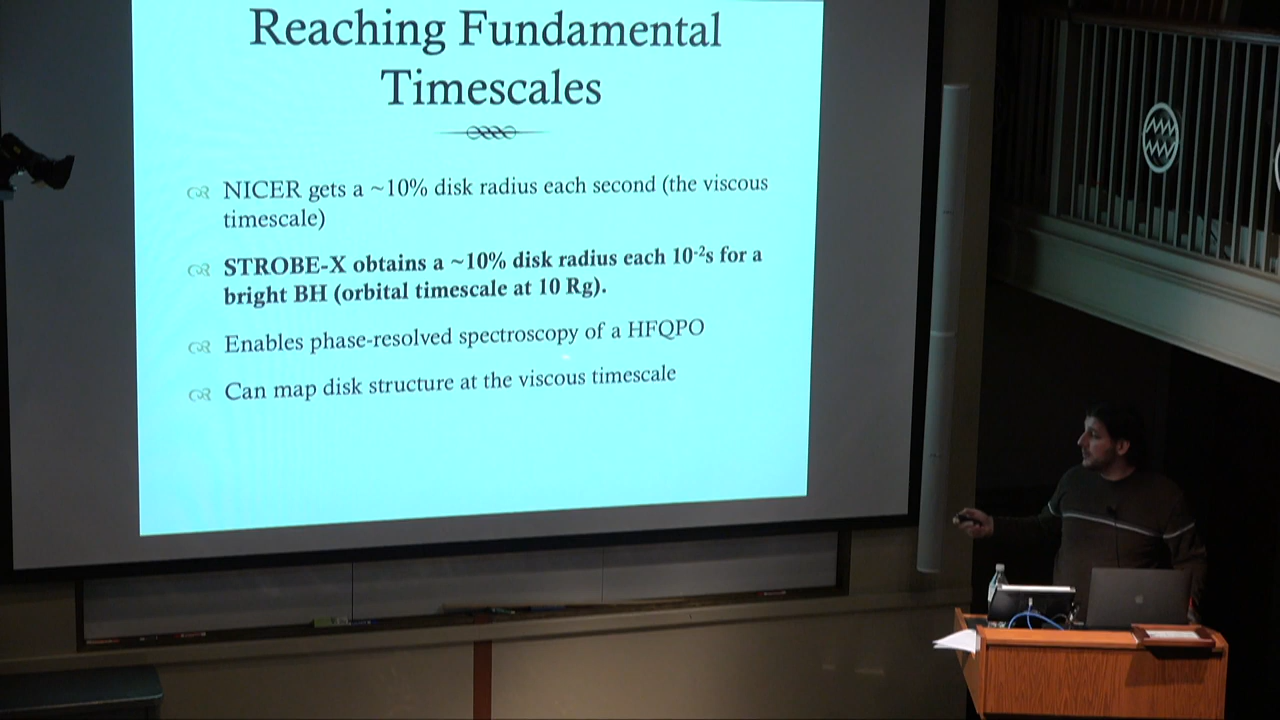 Reaching Fundamental
Timescales
NICER gets a ~10% disk radius each second (the viscous
timescale)
STROBE-X obtains a ~10% disk radius each 10⁻²s for a
bright BH (orbital timescale at 10 Rg).
Enables phase-resolved spectroscopy of a HFQPO
Can map disk structure at the viscous timescale